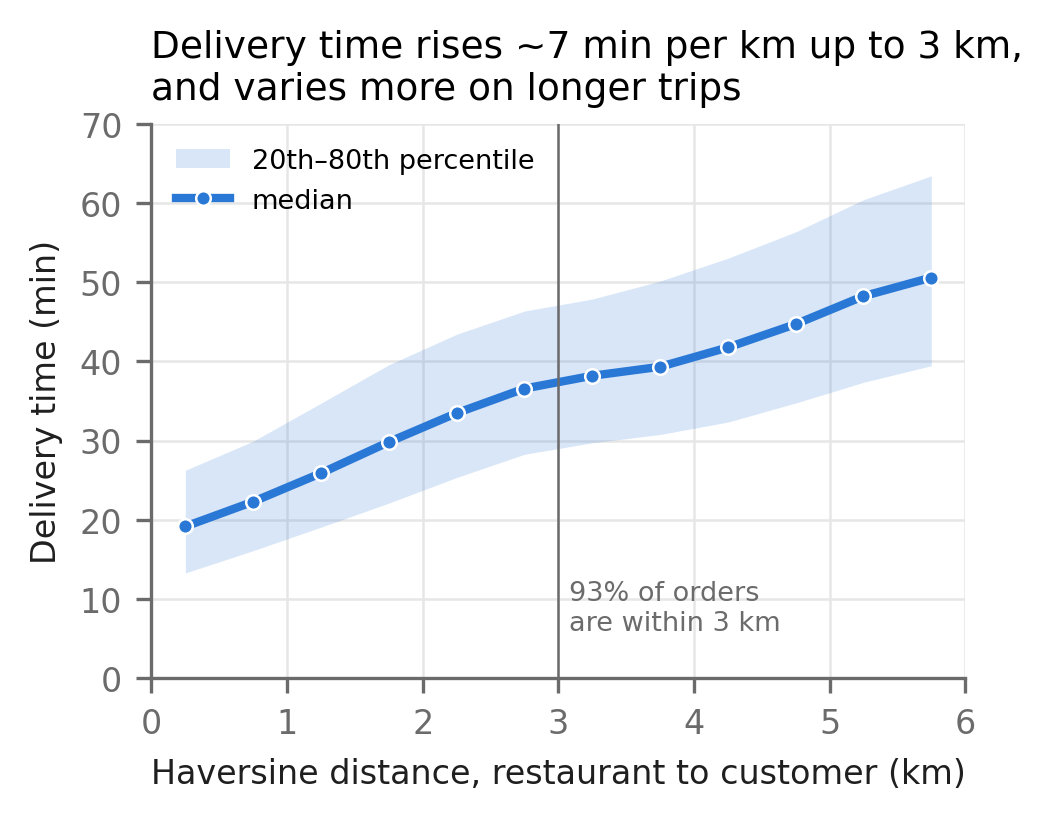 Delivery time rises ~7 min per km up to 3 km,
and varies more on longer trips
20th–80th percentile
median
Delivery time (min)
70
60
50
40
30
20
10
0
93% of orders
are within 3 km
0 1 2 3 4 5 6
Haversine distance, restaurant to customer (km)